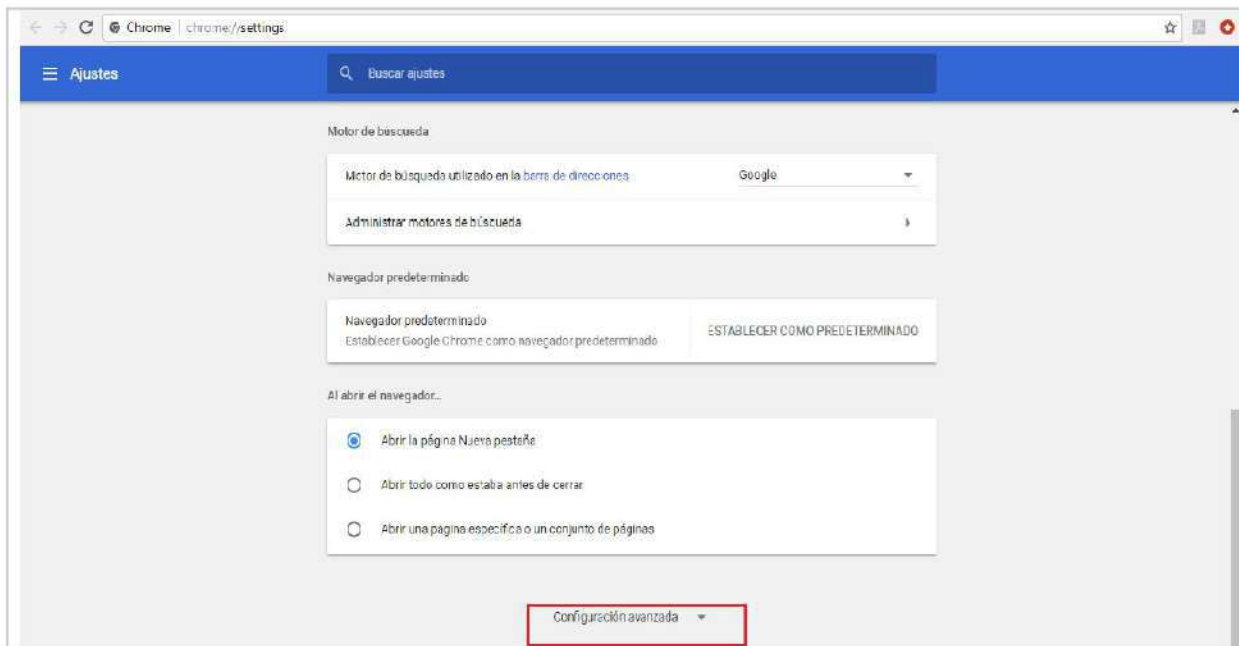 Chrome | chrome://settings
Ajustes
Buscar ajustes
Motor de búsqueda
Motor de búsqueda utilizado en la barra de direcciones
Google
Administrar motores de búsqueda
Navegador predeterminado
Navegador predeterminado
Establecer Google Chrome como navegador predeterminado
ESTABLECER COMO PREDETERMINADO
Al abrir el navegador...
Abrir la página Nueva pestaña
Abrir todo como estaba antes de cerrar
Abrir una página específica o un conjunto de páginas
Configuración avanzada